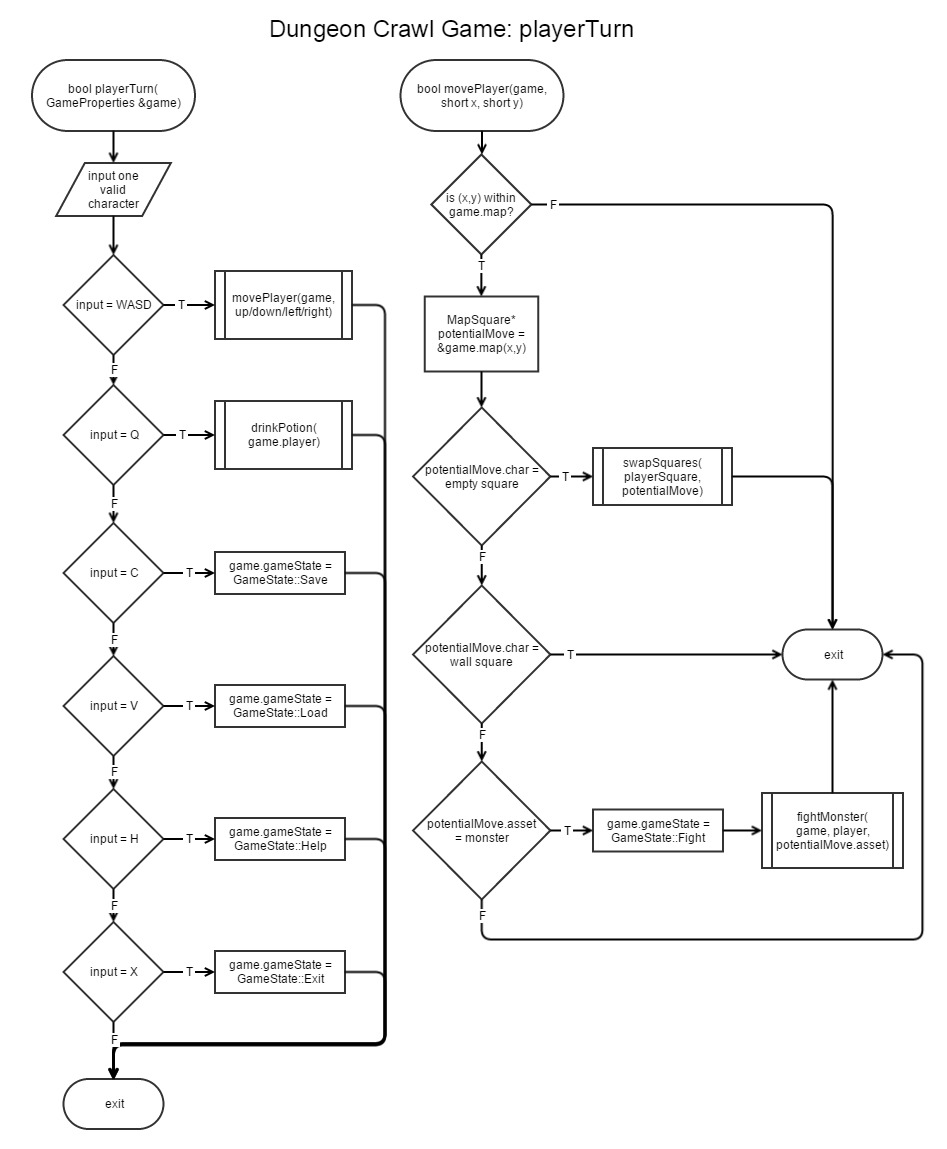 Dungeon Crawl Game: playerTurn
bool playerTurn(
GameProperties &game)
input one
valid
character
input = WASD
T
movePlayer(game,
up/down/left/right)
F
input = Q
T
drinkPotion(
game.player)
F
input = C
T
game.gameState =
GameState::Save
F
input = V
T
game.gameState =
GameState::Load
F
input = H
T
game.gameState =
GameState::Help
F
input = X
T
game.gameState =
GameState::Exit
F
exit
bool movePlayer(game,
short x, short y)
is (x,y) within
game.map?
F
T
MapSquare*
potentialMove =
&game.map(x,y)
potentialMove.char =
empty square
T
swapSquares(
playerSquare,
potentialMove)
F
potentialMove.char =
wall square
T
exit
F
potentialMove.asset
= monster
T
game.gameState =
GameState::Fight
fightMonster(
game, player,
potentialMove.asset)
F